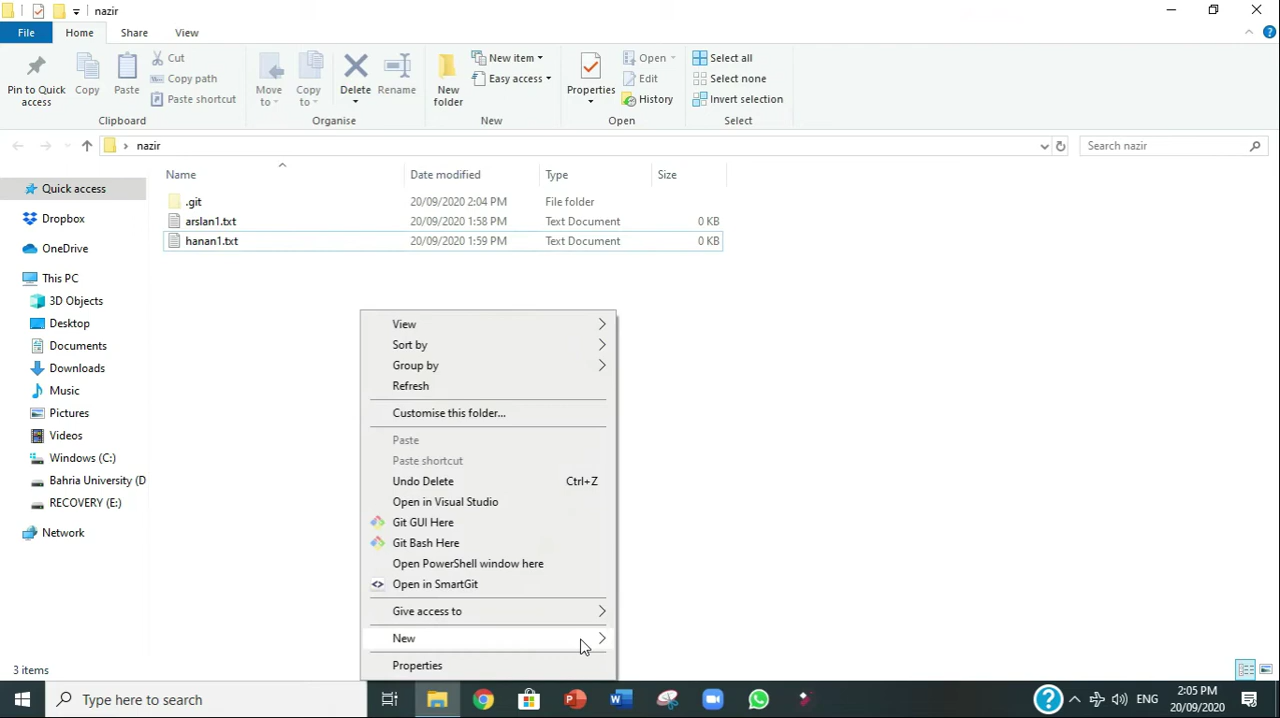 nazir
File Home Share View
Pin to Quick access
Copy
Paste
Cut
Copy path
Paste shortcut
Move to
Copy to
Delete
Rename
New folder
New item
Easy access
Properties
Open
Edit
History
Select all
Select none
Invert selection
Clipboard Organise New Open Select
nazir
Search nazir
Name Date modified Type Size
.git 20/09/2020 2:04 PM File folder
arslan1.txt 20/09/2020 1:58 PM Text Document 0 KB
hanan1.txt 20/09/2020 1:59 PM Text Document 0 KB
Quick access
Dropbox
OneDrive
This PC
3D Objects
Desktop
Documents
Downloads
Music
Pictures
Videos
Windows (C:)
Bahria University (D
RECOVERY (E:)
Network
View
Sort by
Group by
Refresh
Customise this folder...
Paste
Paste shortcut
Undo Delete Ctrl+Z
Open in Visual Studio
Git GUI Here
Git Bash Here
Open PowerShell window here
Open in SmartGit
Give access to
New
Properties
3 items
Type here to search
ENG
2:05 PM
20/09/2020